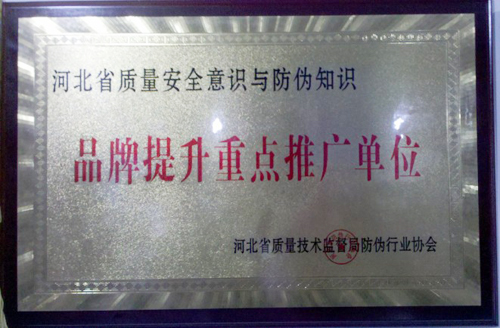 河北省质量安全意识与防伪知识
品牌提升重点推广单位
河北省质量技术监督局防伪行业协会